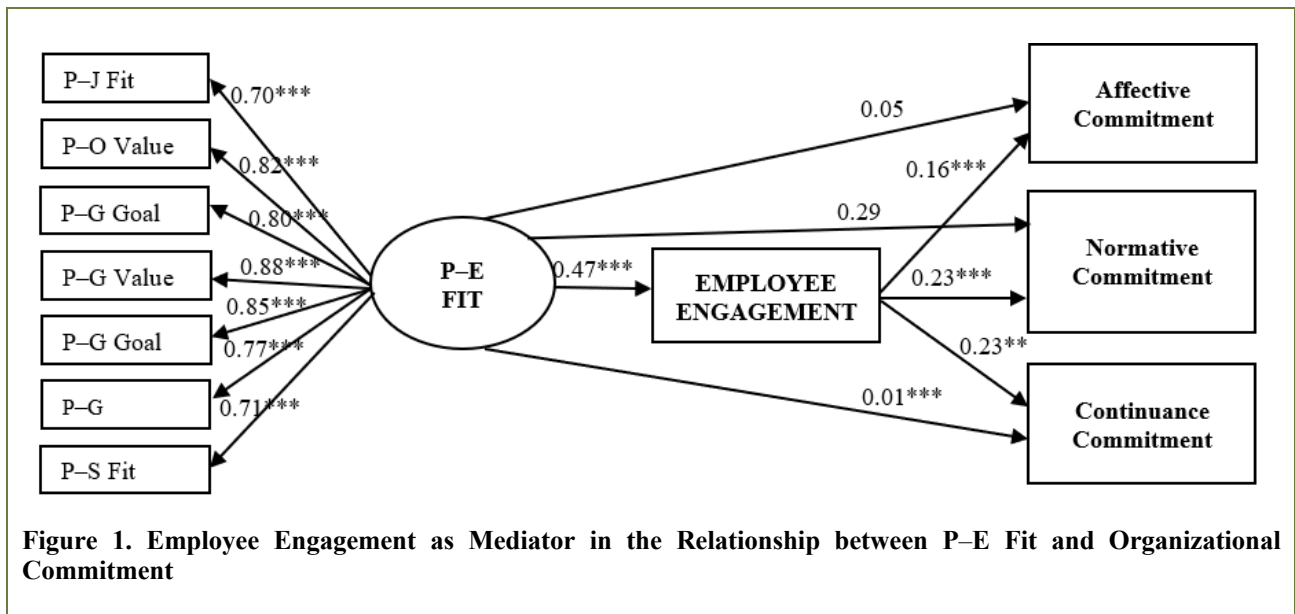 P–J Fit
P–O Value
P–G Goal
P–G Value
P–G Goal
P–G
P–S Fit
0.70***
0.82***
0.80***
0.88***
0.85***
0.77***
0.71***
P–E
FIT
0.47***
EMPLOYEE
ENGAGEMENT
0.05
0.16***
0.29
0.23***
0.23**
0.01***
Affective
Commitment
Normative
Commitment
Continuance
Commitment
Figure 1. Employee Engagement as Mediator in the Relationship between P–E Fit and Organizational
Commitment